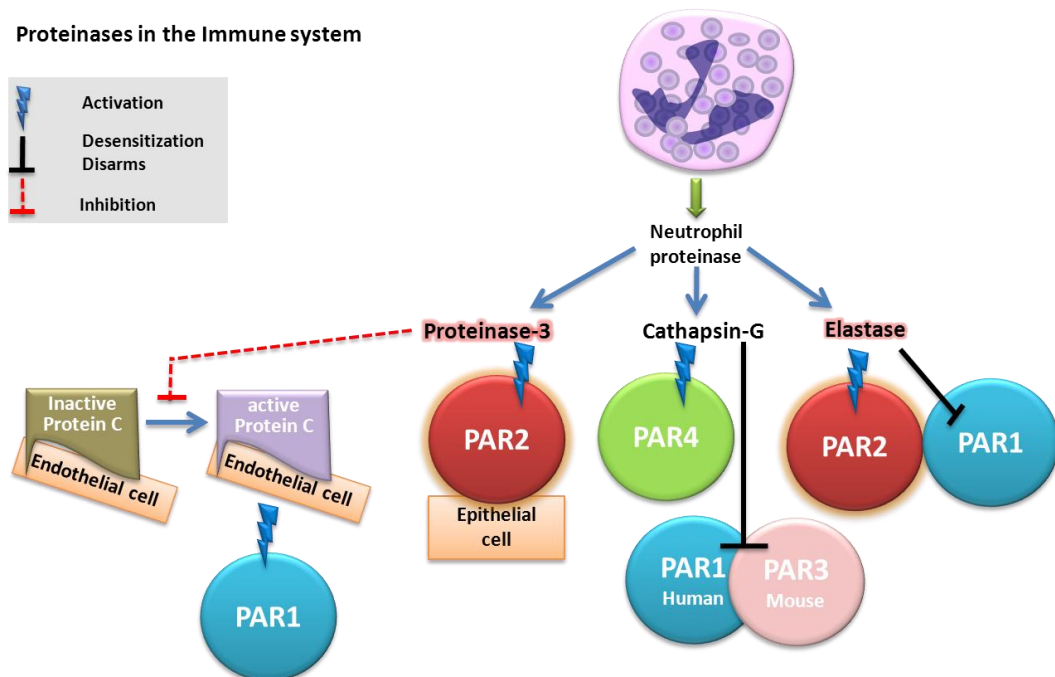 Proteinases in the Immune system
Activation
Desensitization
Disarms
Inhibition
Neutrophil
proteinase
Proteinase-3
Cathapsin-G
Elastase
Inactive
Protein C
active
Protein C
Endothelial cell
Endothelial cell
PAR2
PAR4
PAR2
PAR1
Epithelial
cell
PAR1
Human
PAR3
Mouse
PAR1